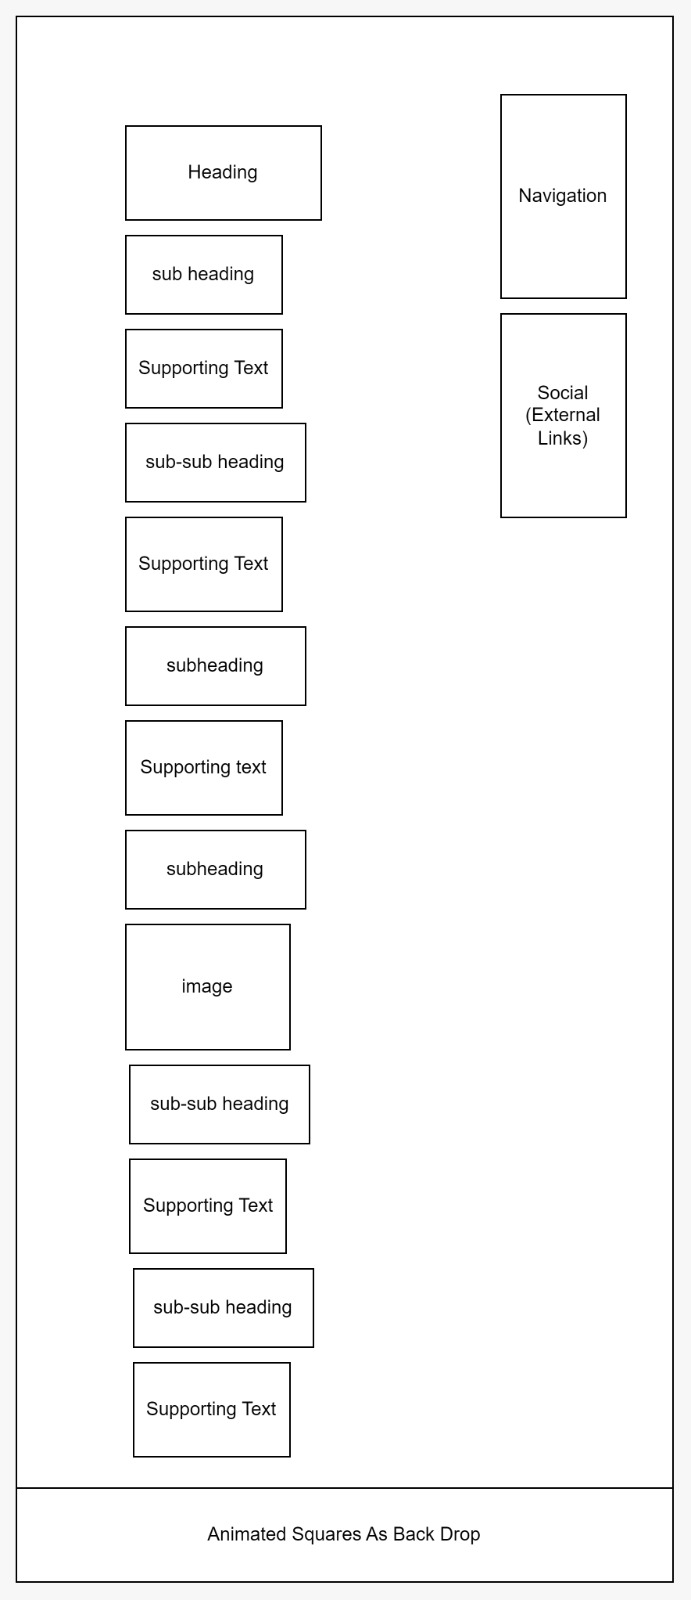 Heading
sub heading
Supporting Text
sub-sub heading
Supporting Text
subheading
Supporting text
subheading
image
sub-sub heading
Supporting Text
sub-sub heading
Supporting Text
Navigation
Social
(External
Links)
Animated Squares As Back Drop